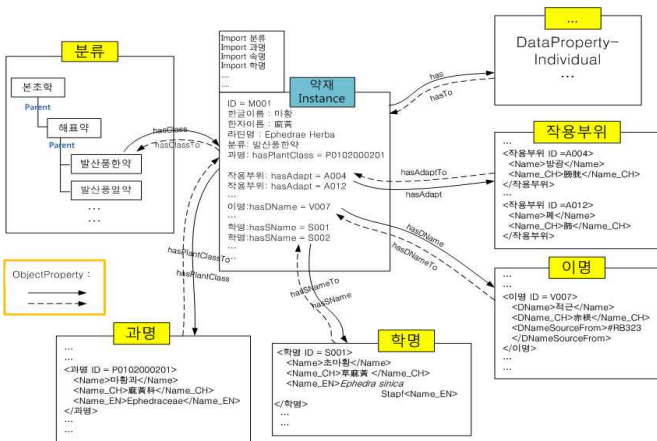 분류
본초학
Parent
해표약
Parent
발산풍한약
발산풍열약
... ...
ObjectProperty :
Import 분류
Import 과명
Import 속명
Import 학명
....
....
약재
Instance
ID = M001
한글이름 : 마황
한자이름 : 麻黃
라틴명 : Ephedrae Herba
분류: 발산풍한약
과명: hasPlantClass = P0102000201
작용부위: hasAdapt = A004
작용부위: hasAdapt = A012
...
이명:hasDName = V007
...
학명:hasSName = S001
학명:hasSName = S002
...
...
hasClass
hasClassTo
has
hasTo
hasAdaptTo
hasAdapt
hasDName
hasDNameTo
hasPlantClassTo
hasPlantClass
hasSNameTo
hasSName
...
DataProperty-
Individual
...
작용부위
...
<작용부위 ID =A004>
<Name>방광</Name>
<Name_CH>膀胱</Name_CH>
</작용부위>
...
<작용부위 ID =A012>
<Name>폐</Name>
<Name_CH>肺</Name_CH>
</작용부위>
이명
...
...
<이명 ID = V007>
<DName>적근</Name>
<DName_CH>赤根</Name_CH>
<DNameSourceFrom>#RB323
</DNameSourceFrom>
</이명>
...
과명
...
...
<과명 ID = P0102000201>
<Name>마황과</Name>
<Name_CH>麻黃科</Name_CH>
<Name_EN>Ephedraceae</Name_EN>
</과명>
...
...
학명
<학명 ID = S001>
<Name>초마황</Name>
<Name_CH>草麻黃 </Name_CH>
<Name_EN>Ephedra sinica
Stapf<Name_EN>
</학명>
...
...